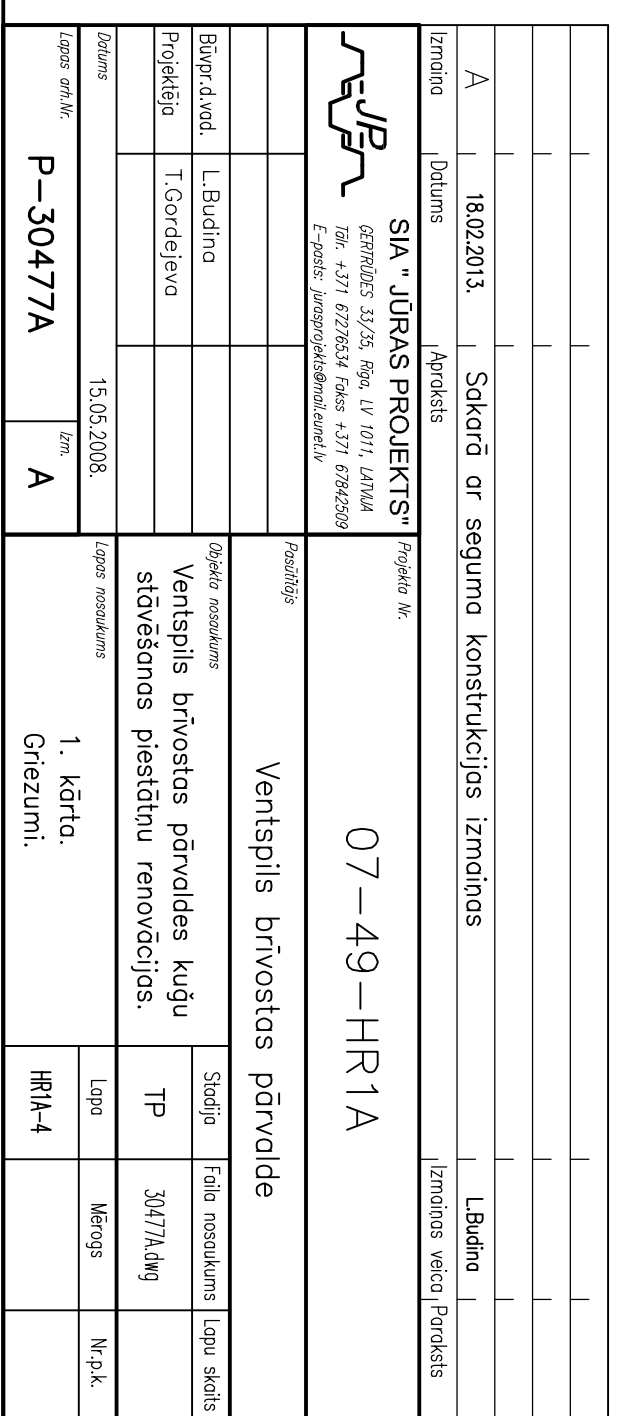 A 18.02.2013. Sakarā ar seguma konstrukcijas izmaiņas L.Budina
Izmaiņa Datums Apraksts Izmaiņas veica Paraksts
JP
SIA " JŪRAS PROJEKTS"
ĢERTRŪDES 33/35, Rīga, LV 1011, LATVIJA
Tālr. +371 67276534 Fakss +371 67842509
E-pasts: jurasprojekts@mail.eunet.lv
Projekta Nr.
07-49-HR1A
Pasūtītājs
Ventspils brīvostas pārvalde
Būvpr.d.vad. L.Budina
Projektēja T.Gordejeva
Objekta nosaukums
Ventspils brīvostas pārvaldes kuģu
stāvēšanas piestātņu renovācijas.
Stadija Faila nosaukums Lapu skaits
TP 30477A.dwg
Datums 15.05.2008.
Lapas nosaukums
1. kārta.
Griezumi.
Lapa Mērogs Nr.p.k.
HR1A-4
Lapas arh.Nr. Izm.
P-30477A A